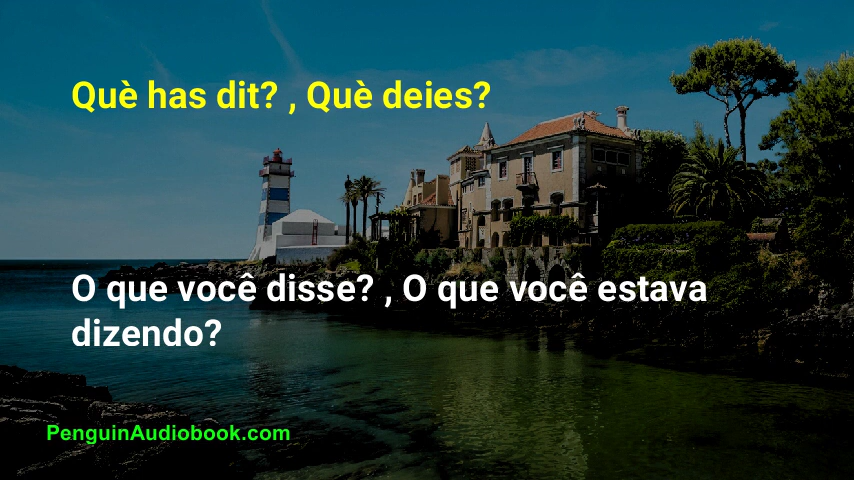 Què has dit? , Què deies?
O que você disse? , O que você estava
dizendo?
PenguinAudiobook.com